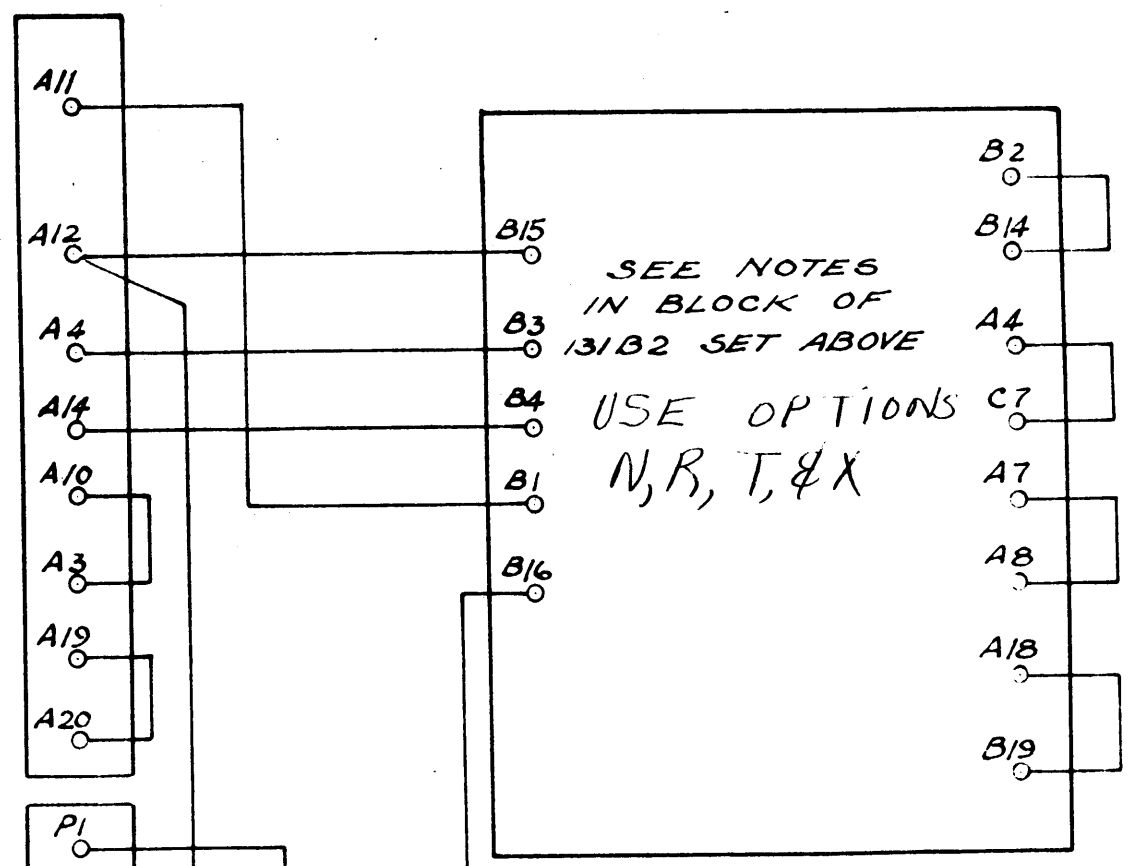 A11
A12
A4
A14
A10
A3
A19
A20
P1
B15
B3
B4
B1
B16
SEE NOTES
IN BLOCK OF
131B2 SET ABOVE
USE OPTIONS
N, R, T, & X
B2
B14
A4
C7
A7
A8
A18
B19